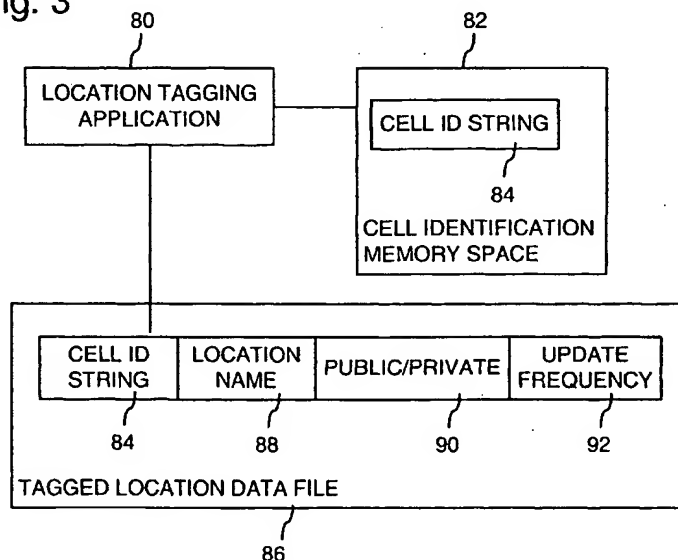 Fig. 3
80
82
LOCATION TAGGING
APPLICATION
CELL ID STRING
84
CELL IDENTIFICATION
MEMORY SPACE
CELL ID
STRING
LOCATION
NAME
PUBLIC/PRIVATE
UPDATE
FREQUENCY
84
88
90
92
TAGGED LOCATION DATA FILE
86